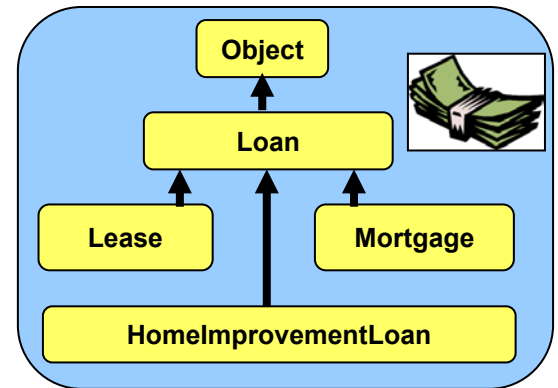 Object
Loan
Lease
Mortgage
HomeImprovementLoan